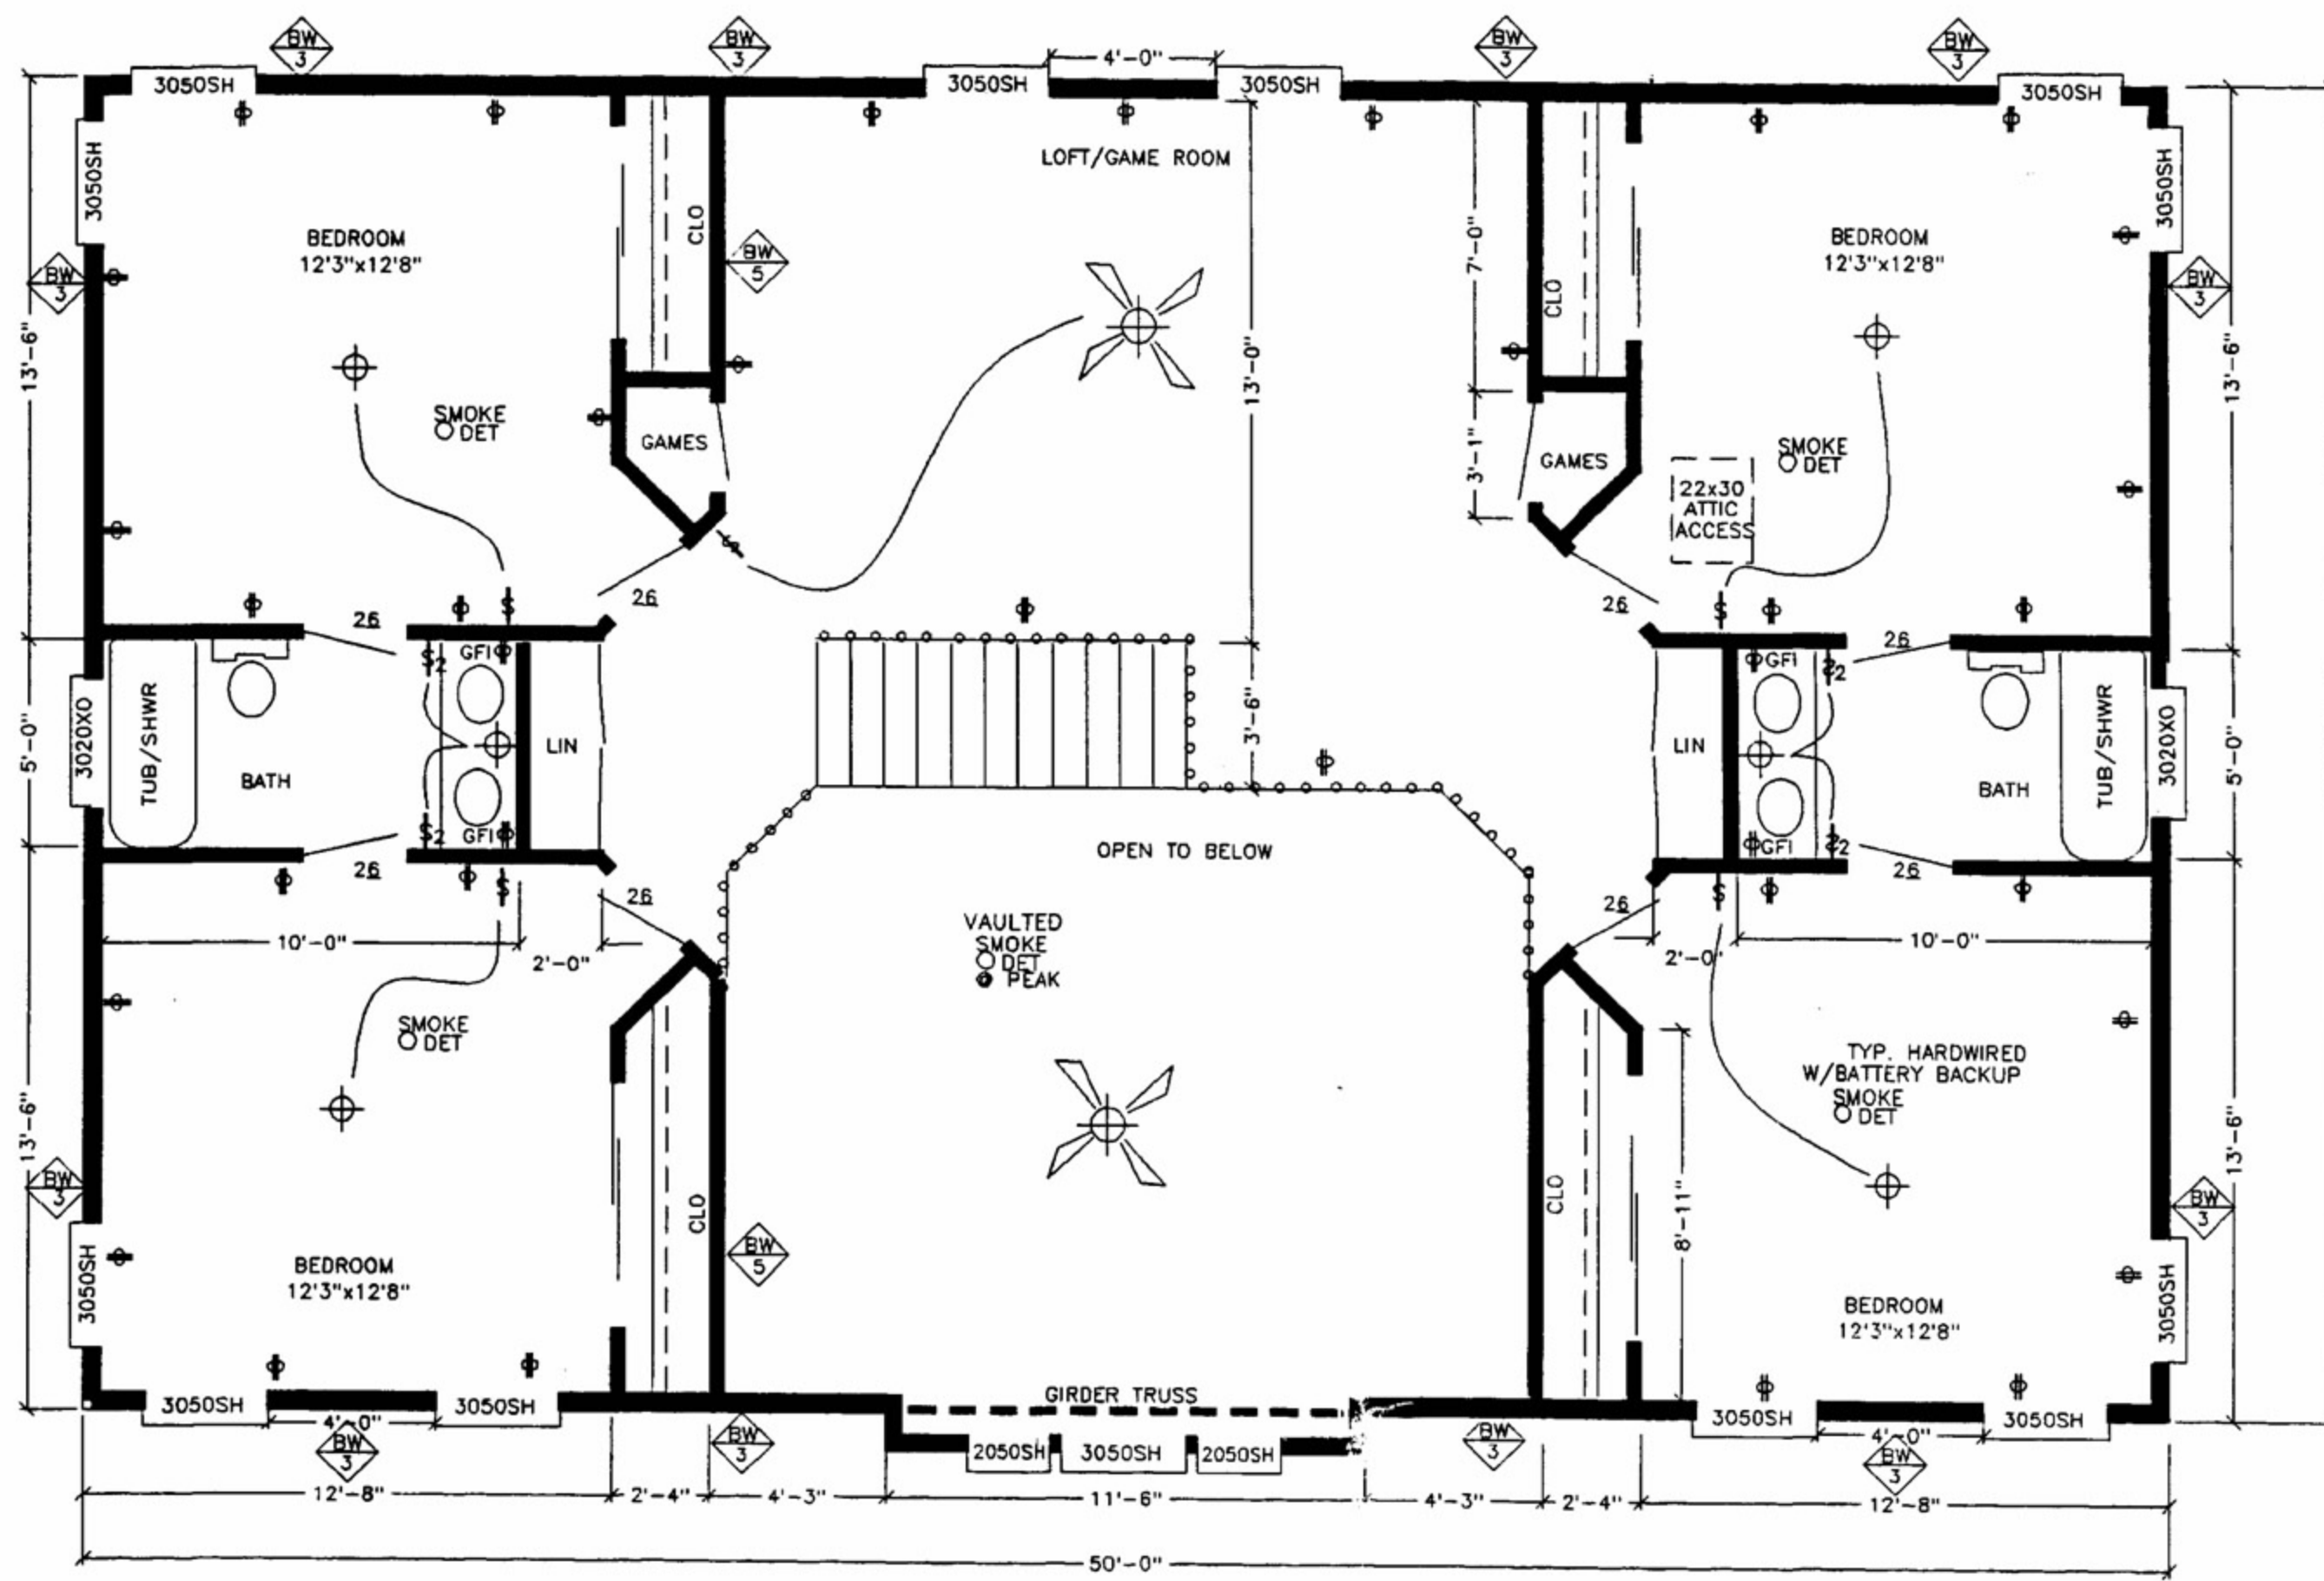 BW
3
BW
3
BW
3
BW
3
4'-0"
3050SH
3050SH
3050SH
3050SH
3050SH
3050SH
LOFT/GAME ROOM
BEDROOM
12'3"x12'8"
CLO
BW
5
7'-0"
CLO
BEDROOM
12'3"x12'8"
BW
3
BW
3
13'-6"
13'-0"
13'-6"
SMOKE
DET
GAMES
3'-1"
GAMES
SMOKE
DET
22x30
ATTIC
ACCESS
26
26
26
26
S
S
S2
GFI
GFI
S2
5'-0"
3020XO
TUB/SHWR
BATH
LIN
3'-6"
LIN
BATH
TUB/SHWR
3020XO
5'-0"
S2
GFI
GFI
S2
26
26
S
S
26
26
OPEN TO BELOW
10'-0"
2'-0"
VAULTED
SMOKE
DET
@ PEAK
2'-0"
10'-0"
SMOKE
DET
TYP. HARDWIRED
W/BATTERY BACKUP
SMOKE
DET
13'-6"
13'-6"
BW
3
CLO
CLO
8'-11"
BW
3
BW
5
BEDROOM
12'3"x12'8"
BEDROOM
12'3"x12'8"
3050SH
3050SH
GIRDER TRUSS
3050SH
3050SH
3050SH
3050SH
4'-0"
4'-0"
BW
3
BW
3
2050SH
3050SH
2050SH
BW
3
BW
3
12'-8"
2'-4"
4'-3"
11'-6"
4'-3"
2'-4"
12'-8"
50'-0"